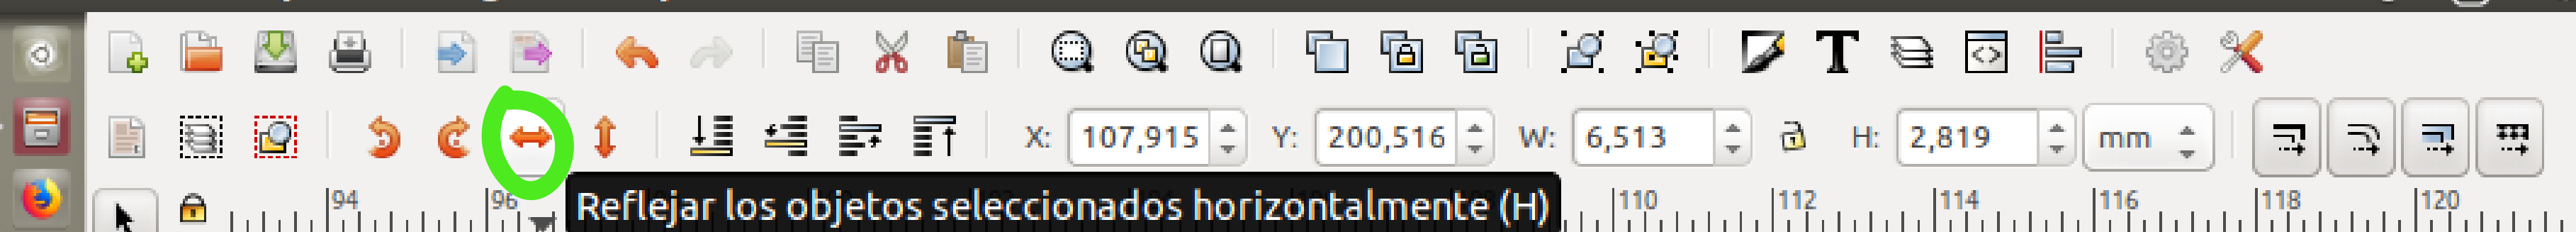 X: 107,915 Y: 200,516 W: 6,513 H: 2,819 mm
94 96 110 112 114 116 118 120
Reflejar los objetos seleccionados horizontalmente (H)